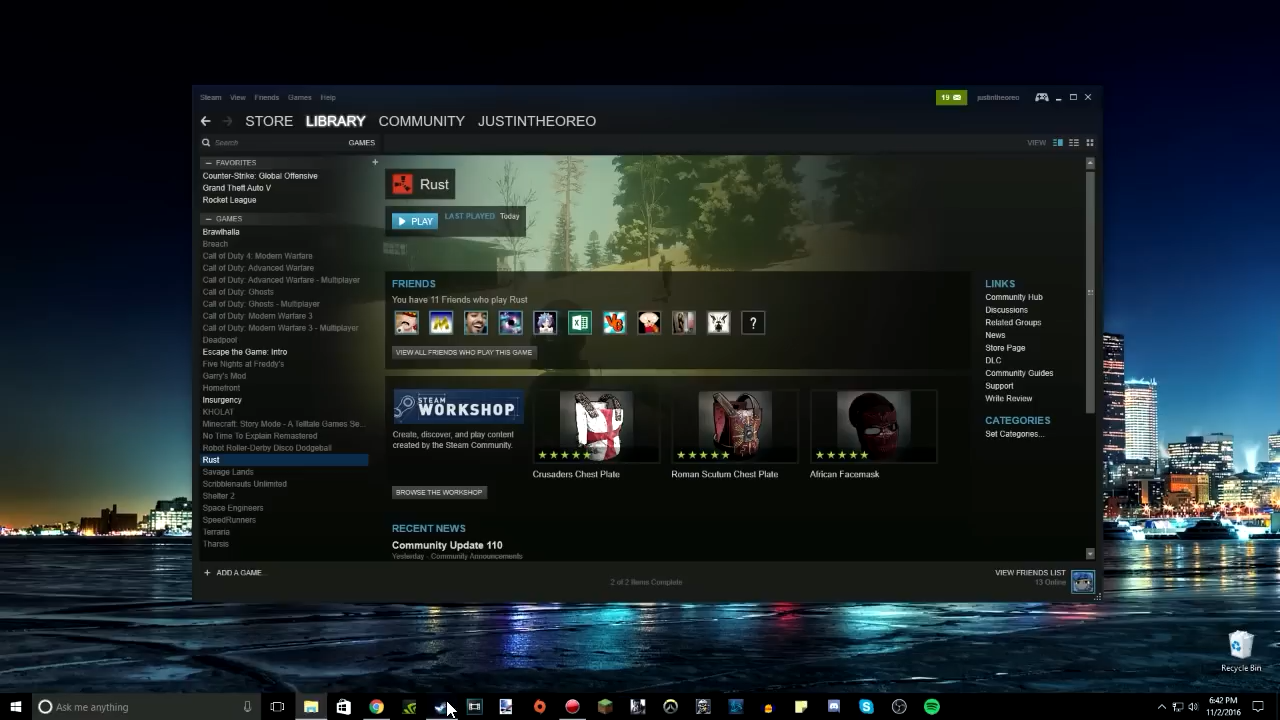 Steam View Friends Games Help
19
justintheoreo
STORE LIBRARY COMMUNITY JUSTINTHEOREO
Search
GAMES
VIEW
FAVORITES
Counter-Strike: Global Offensive
Grand Theft Auto V
Rocket League
GAMES
Brawlhalla
Breach
Call of Duty 4: Modern Warfare
Call of Duty: Advanced Warfare
Call of Duty: Advanced Warfare - Multiplayer
Call of Duty: Ghosts
Call of Duty: Ghosts - Multiplayer
Call of Duty: Modern Warfare 3
Call of Duty: Modern Warfare 3 - Multiplayer
Deadpool
Escape the Game: Intro
Five Nights at Freddy's
Garry's Mod
Homefront
Insurgency
KHOLAT
Minecraft: Story Mode - A Telltale Games Se...
No Time To Explain Remastered
Robot Roller-Derby Disco Dodgeball
Rust
Savage Lands
Scribblenauts Unlimited
Shelter 2
Space Engineers
SpeedRunners
Terraria
Tharsis
+ ADD A GAME...
Rust
PLAY
LAST PLAYED Today
FRIENDS
You have 11 Friends who play Rust
?
VIEW ALL FRIENDS WHO PLAY THIS GAME
STEAM
WORKSHOP
Create, discover, and play content
created by the Steam Community.
Crusaders Chest Plate
Roman Scutum Chest Plate
African Facemask
BROWSE THE WORKSHOP
RECENT NEWS
Community Update 110
Yesterday - Community Announcements
LINKS
Community Hub
Discussions
Related Groups
News
Store Page
DLC
Community Guides
Support
Write Review
CATEGORIES
Set Categories...
2 of 2 Items Complete
VIEW FRIENDS LIST
13 Online
Recycle Bin
Ask me anything
6:42 PM
11/2/2016